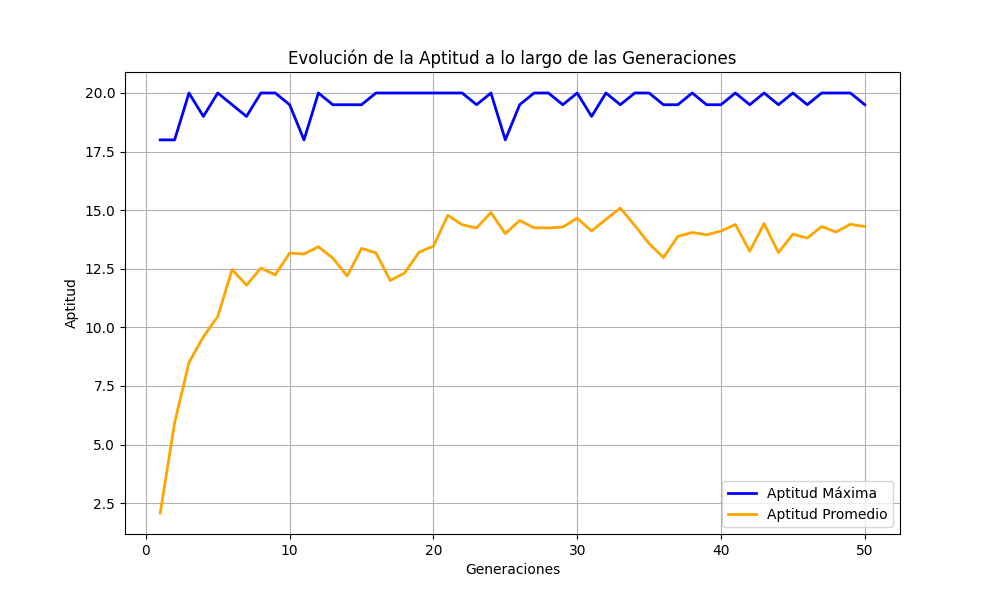 Evolución de la Aptitud a lo largo de las Generaciones
Aptitud
20.0
17.5
15.0
12.5
10.0
7.5
5.0
2.5
0 10 20 30 40 50
Generaciones
Aptitud Máxima
Aptitud Promedio